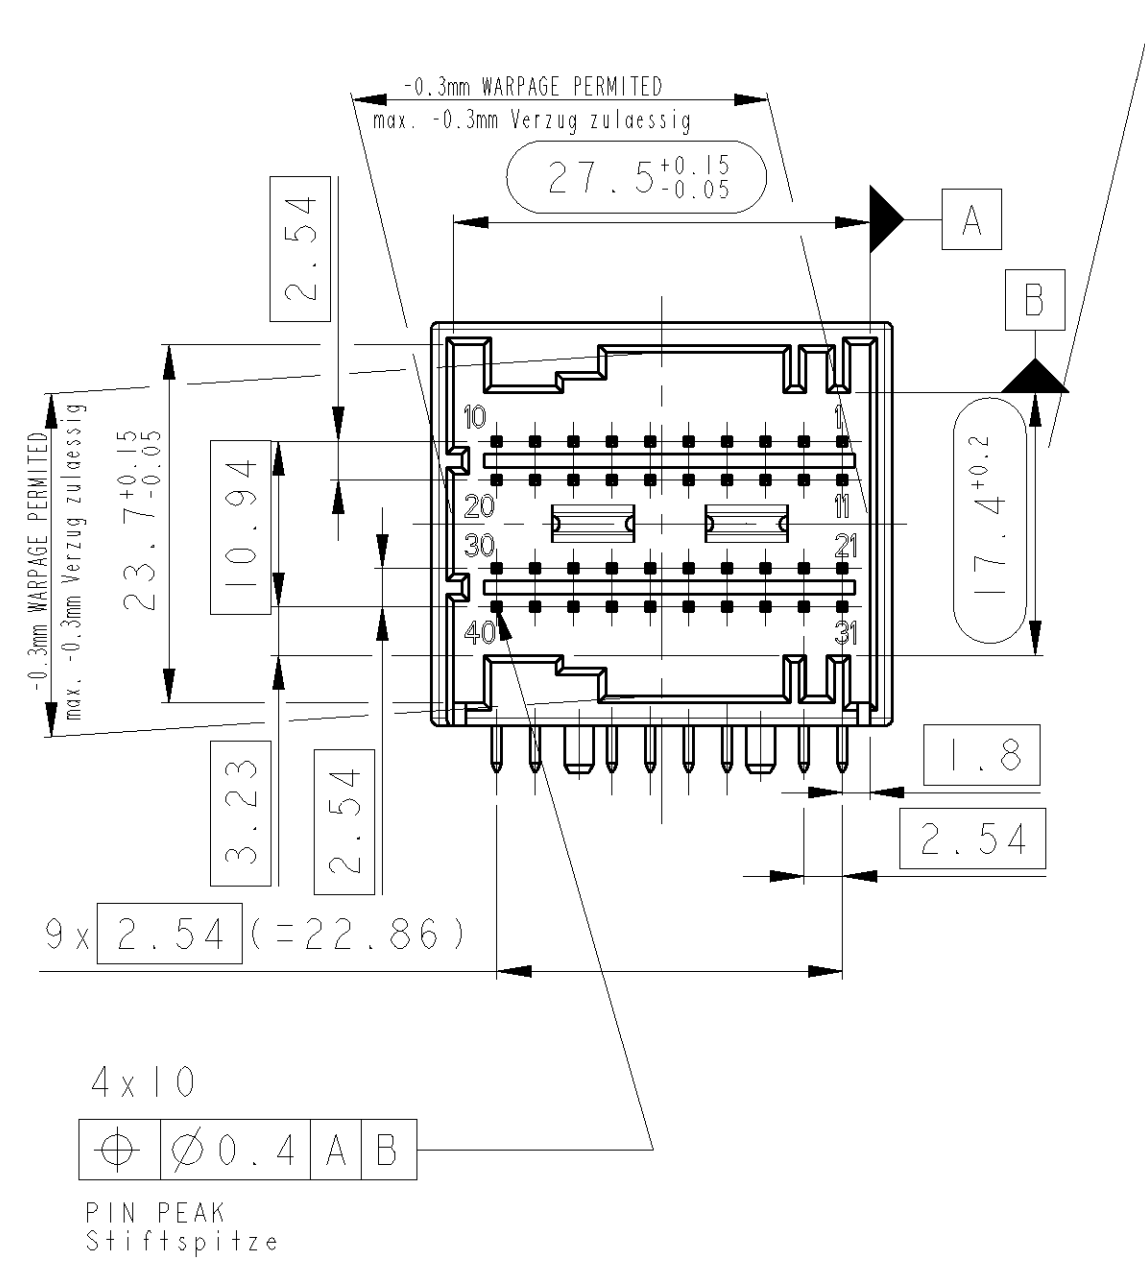 -0.3mm WARPAGE PERMITED
max. -0.3mm Verzug zulaessig
27.5 +0.15 -0.05
A
B
2.54
-0.3mm WARPAGE PERMITED
max. -0.3mm Verzug zulaessig
23.7 +0.15 -0.05
10.94
17.4 +0.2
10 1
20 11
30 21
40 31
3.23
2.54
1.8
2.54
9x 2.54 (=22.86)
4x10
⌖ ⌀0.4 A B
PIN PEAK
Stiftspitze